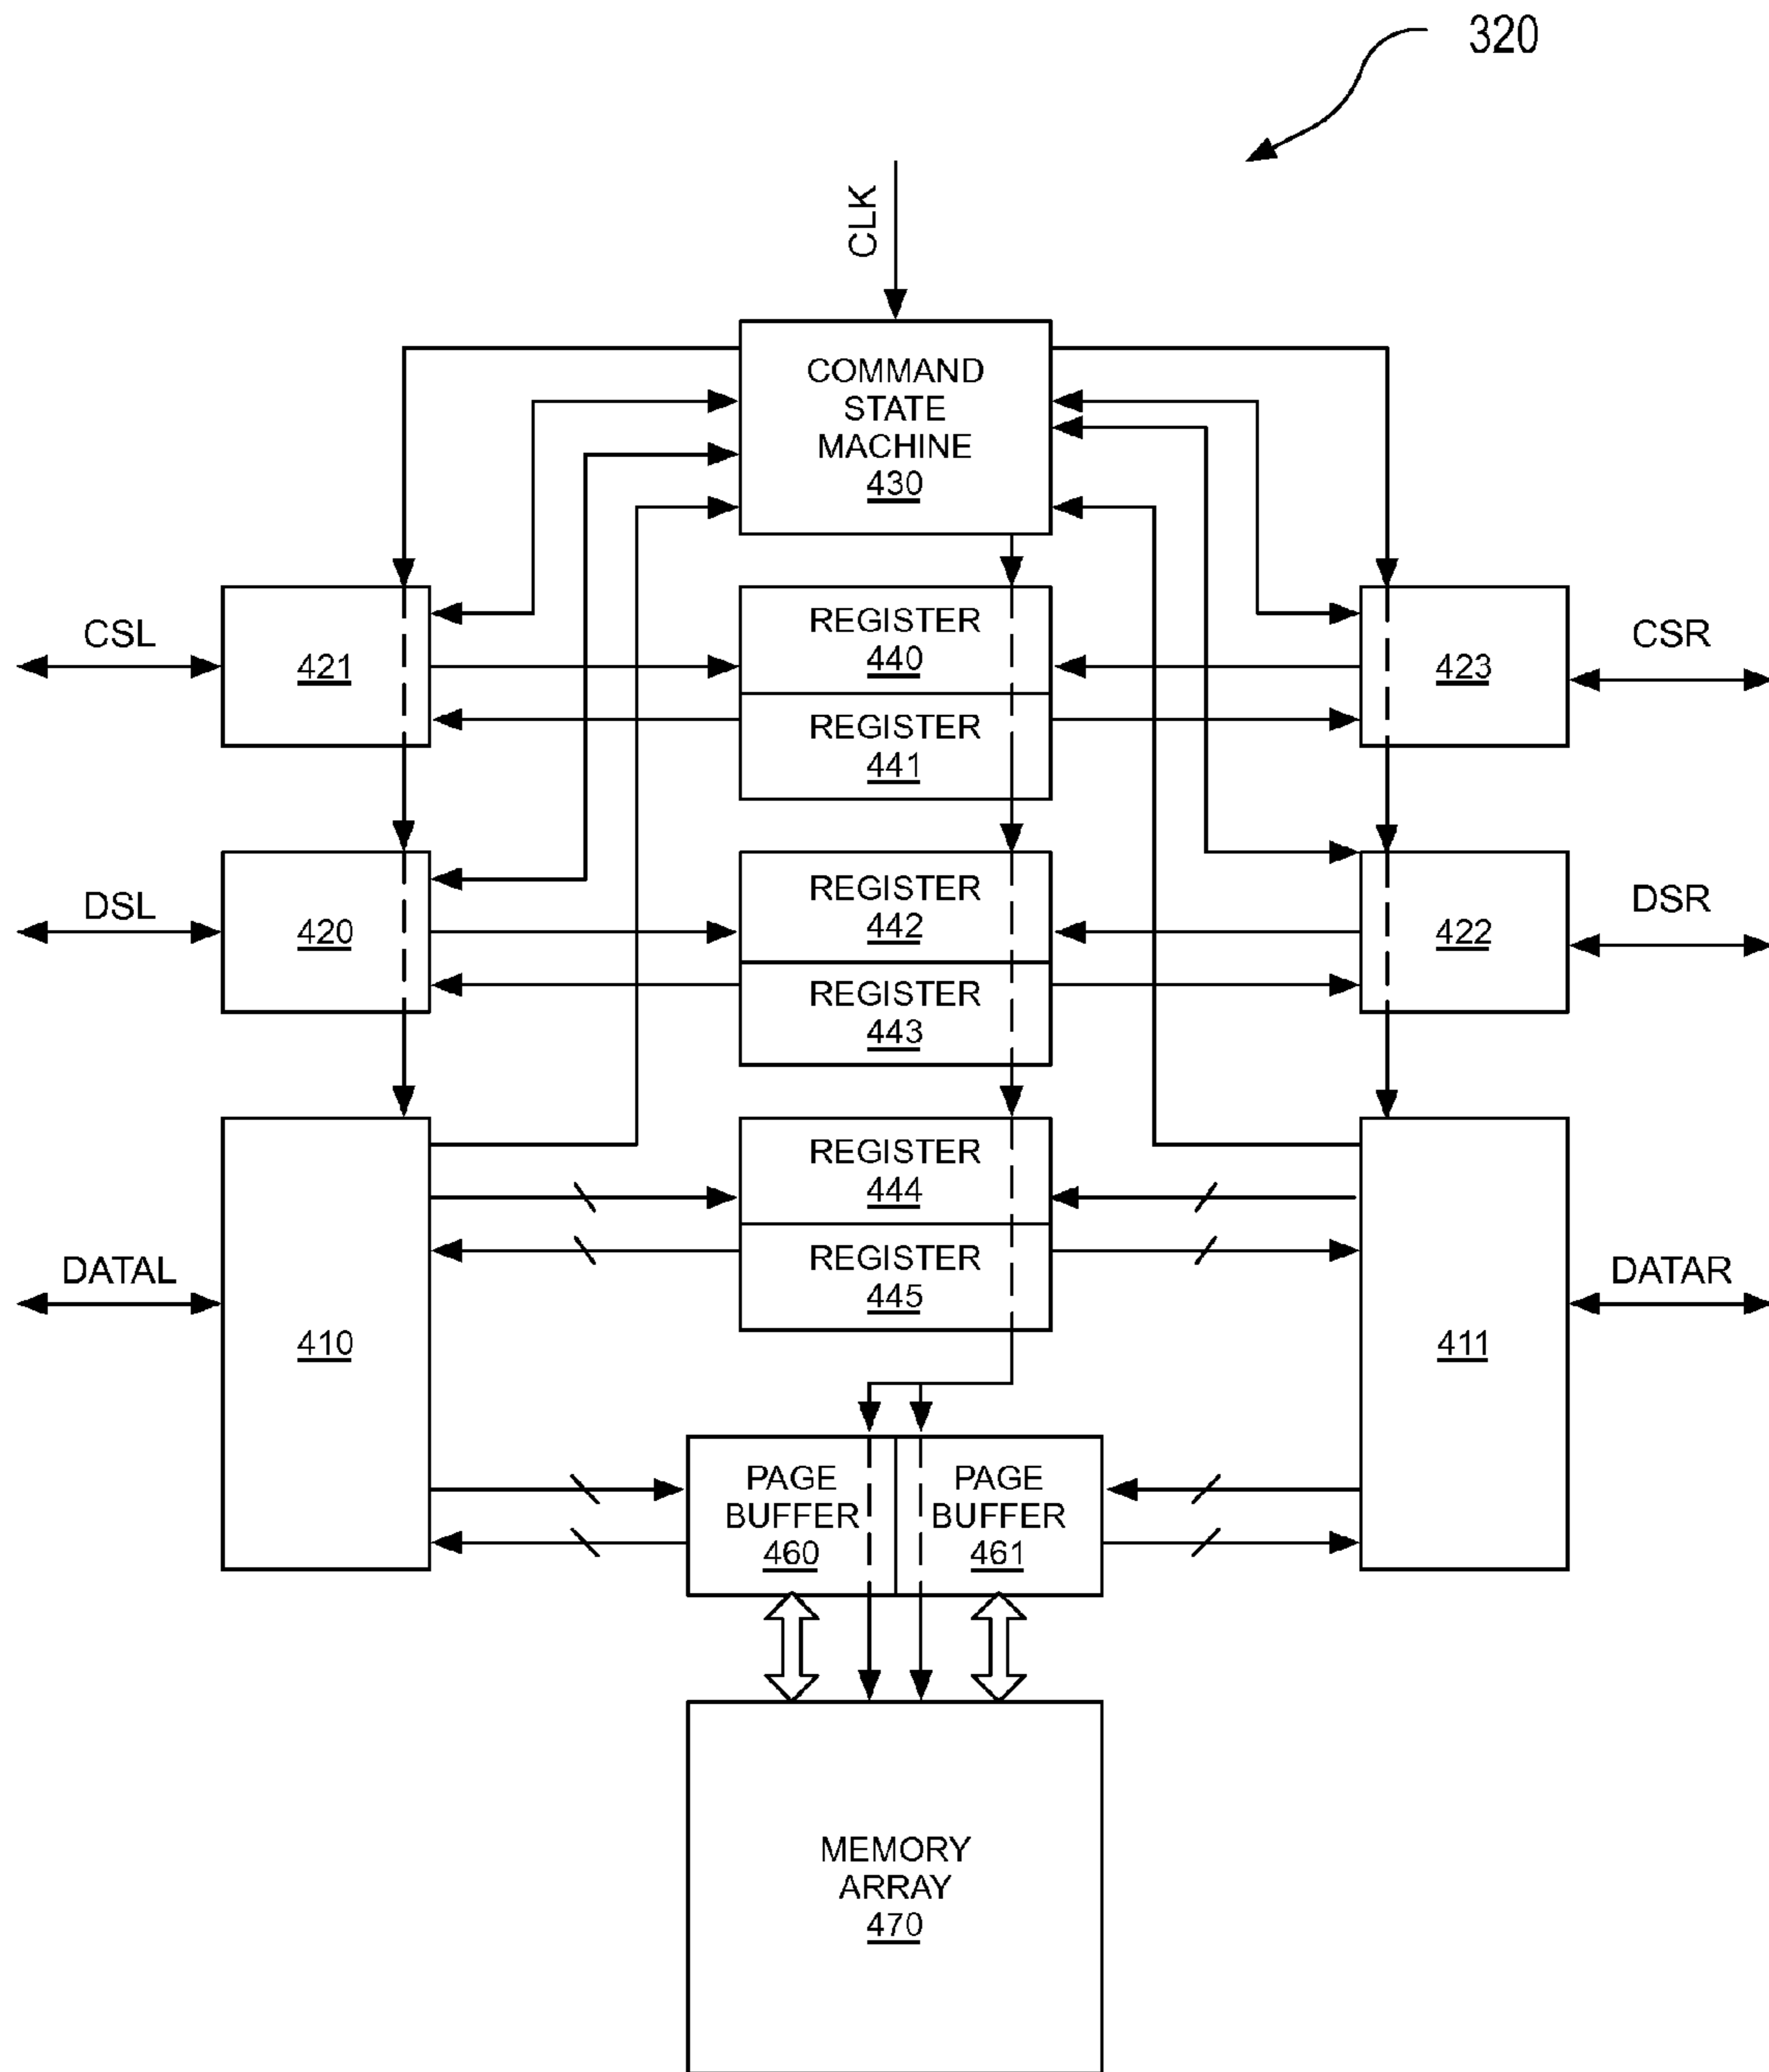 320
CLK
COMMAND
STATE
MACHINE
430
CSL
421
REGISTER
440
REGISTER
441
423
CSR
DSL
420
REGISTER
442
REGISTER
443
422
DSR
DATAL
410
REGISTER
444
REGISTER
445
411
DATAR
PAGE
BUFFER
460
PAGE
BUFFER
461
MEMORY
ARRAY
470